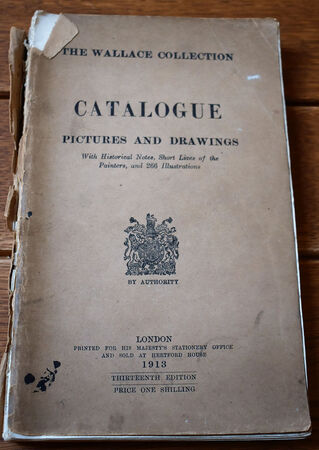 THE WALLACE COLLECTION
CATALOGUE
PICTURES AND DRAWINGS
With Historical Notes, Short Lives of the
Painters, and 266 Illustrations
BY AUTHORITY
LONDON
PRINTED FOR HIS MAJESTY'S STATIONERY OFFICE
AND SOLD AT HERTFORD HOUSE
1913
THIRTEENTH EDITION
PRICE ONE SHILLING